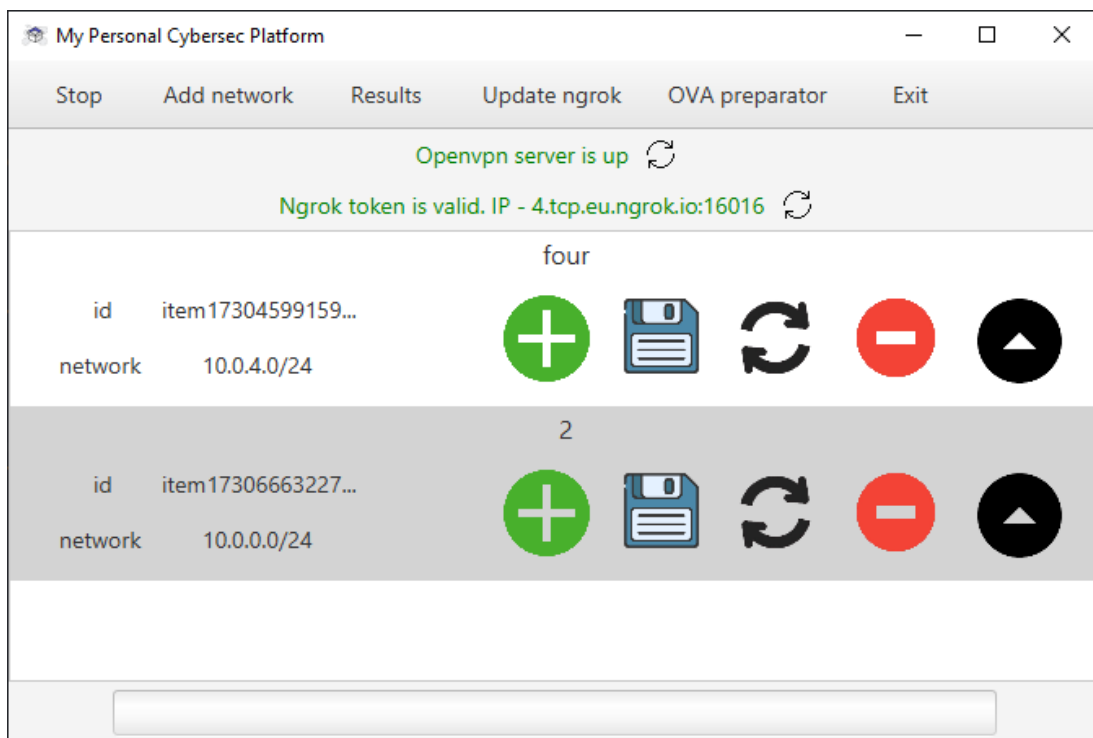 My Personal Cybersec Platform
Stop Add network Results Update ngrok OVA preparator Exit
Openvpn server is up
Ngrok token is valid. IP - 4.tcp.eu.ngrok.io:16016
four
id item17304599159...
network 10.0.4.0/24
2
id item17306663227...
network 10.0.0.0/24